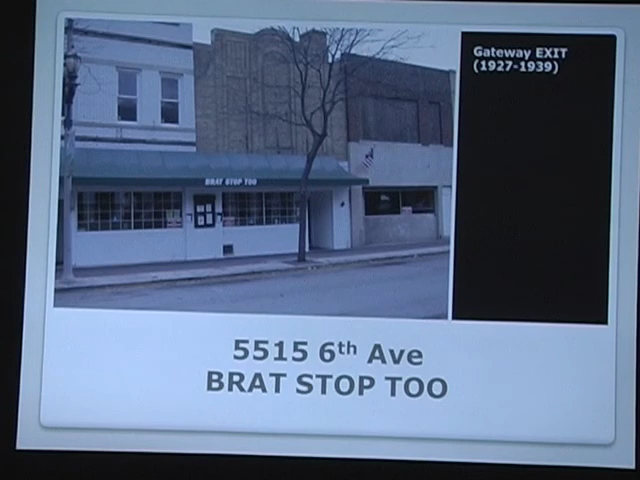 BRAT STOP TOO
Gateway EXIT
(1927-1939)
5515 6th Ave
BRAT STOP TOO